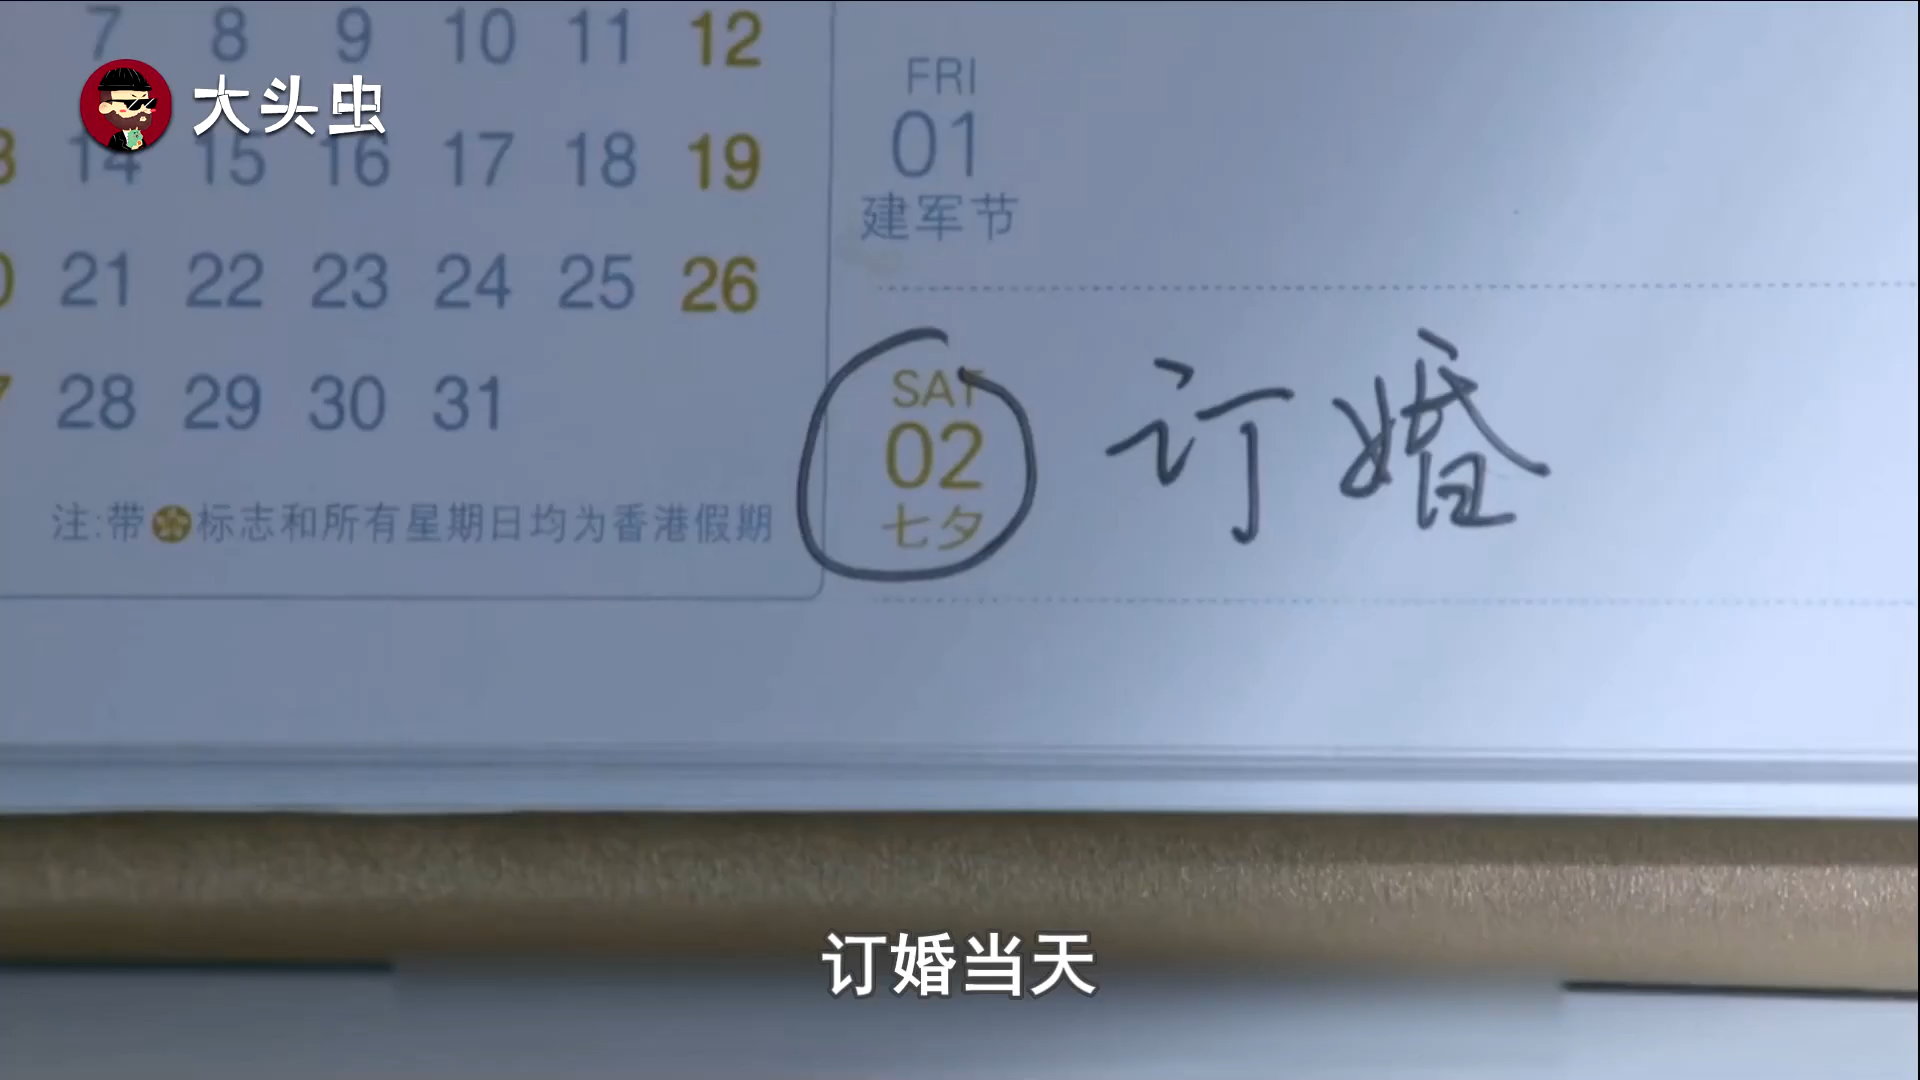 大头虫
7 8 9 10 11 12
14 15 16 17 18 19
21 22 23 24 25 26
28 29 30 31
注:带标志和所有星期日均为香港假期
FRI
01
建军节
SAT
02
七夕
订婚
订婚当天